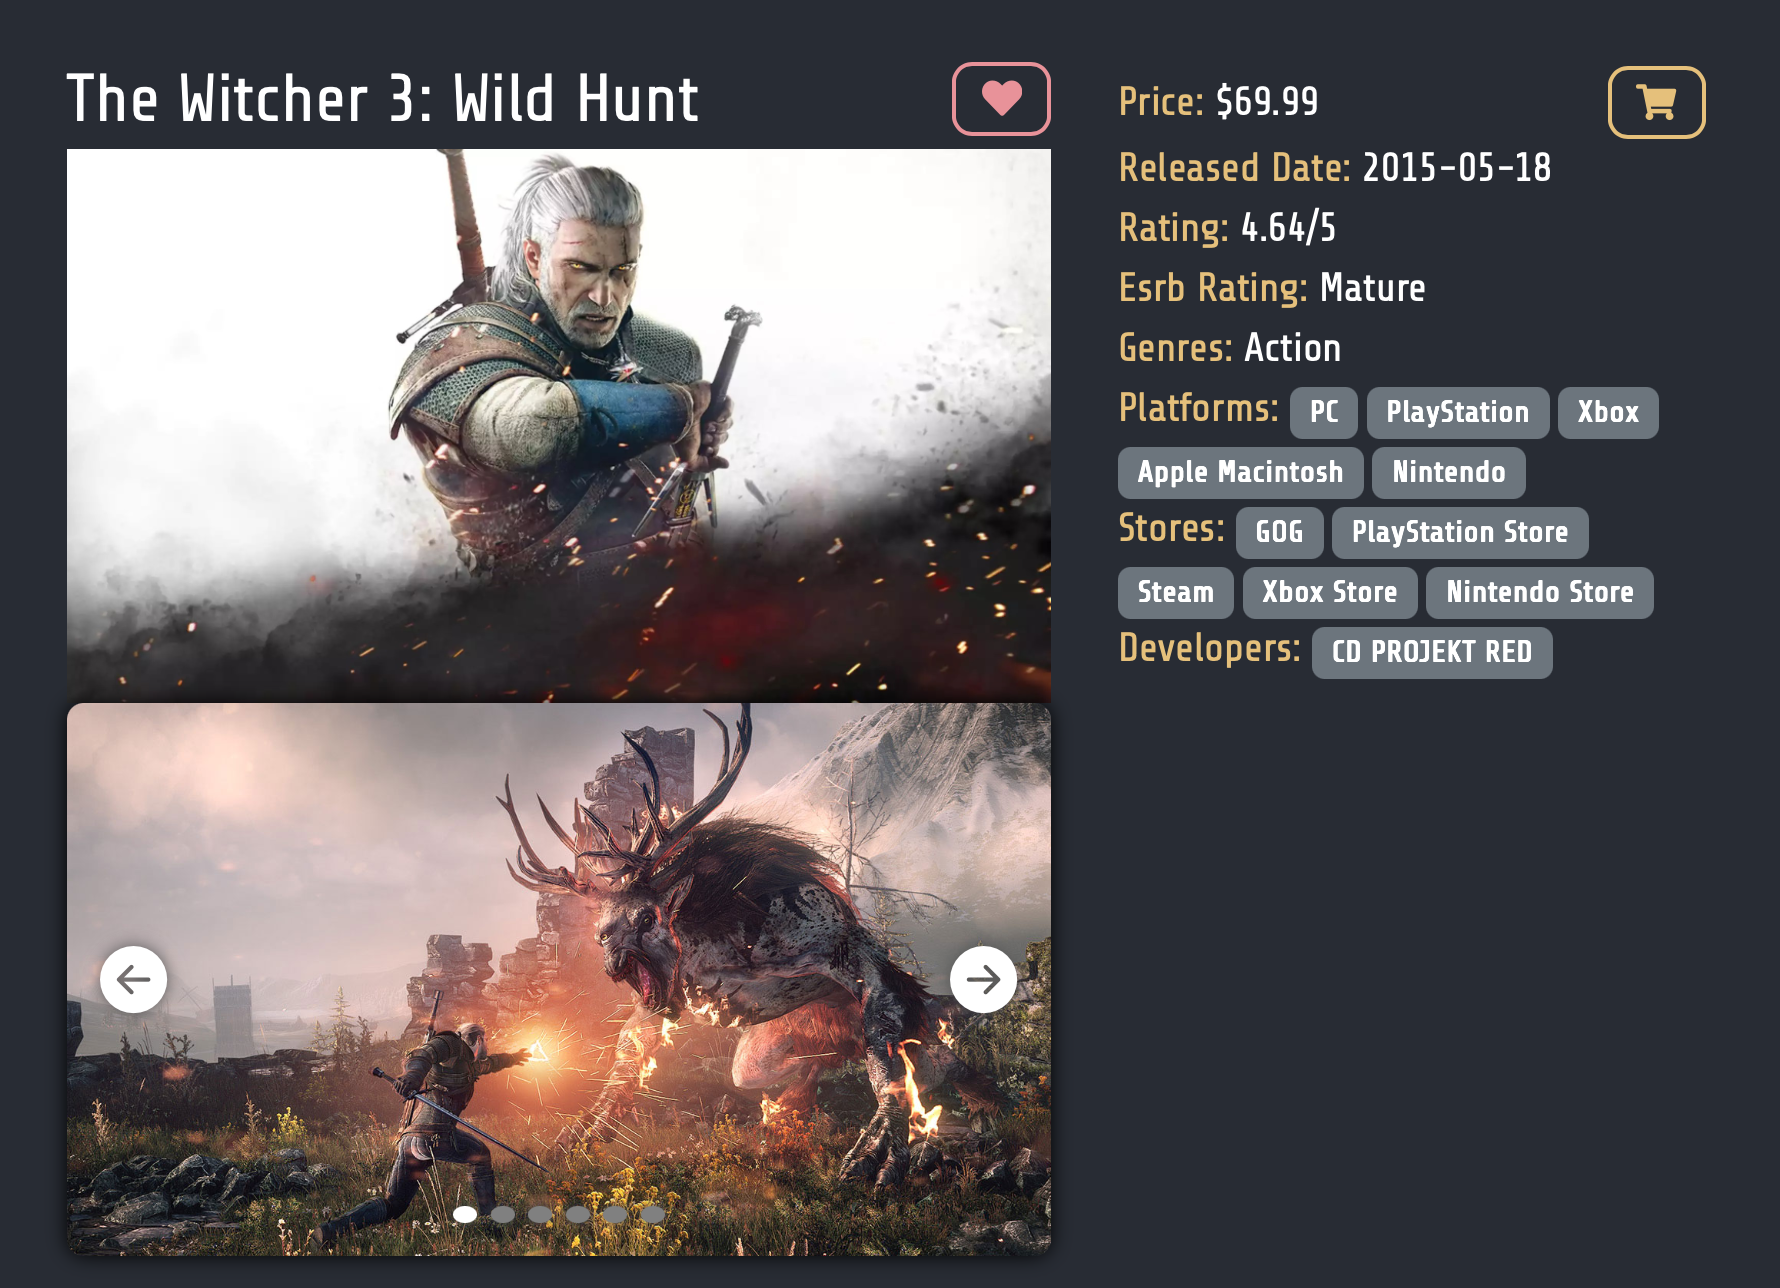 The Witcher 3: Wild Hunt
Price: $69.99
Released Date: 2015-05-18
Rating: 4.64/5
Esrb Rating: Mature
Genres: Action
Platforms: PC PlayStation Xbox
Apple Macintosh Nintendo
Stores: GOG PlayStation Store
Steam Xbox Store Nintendo Store
Developers: CD PROJEKT RED